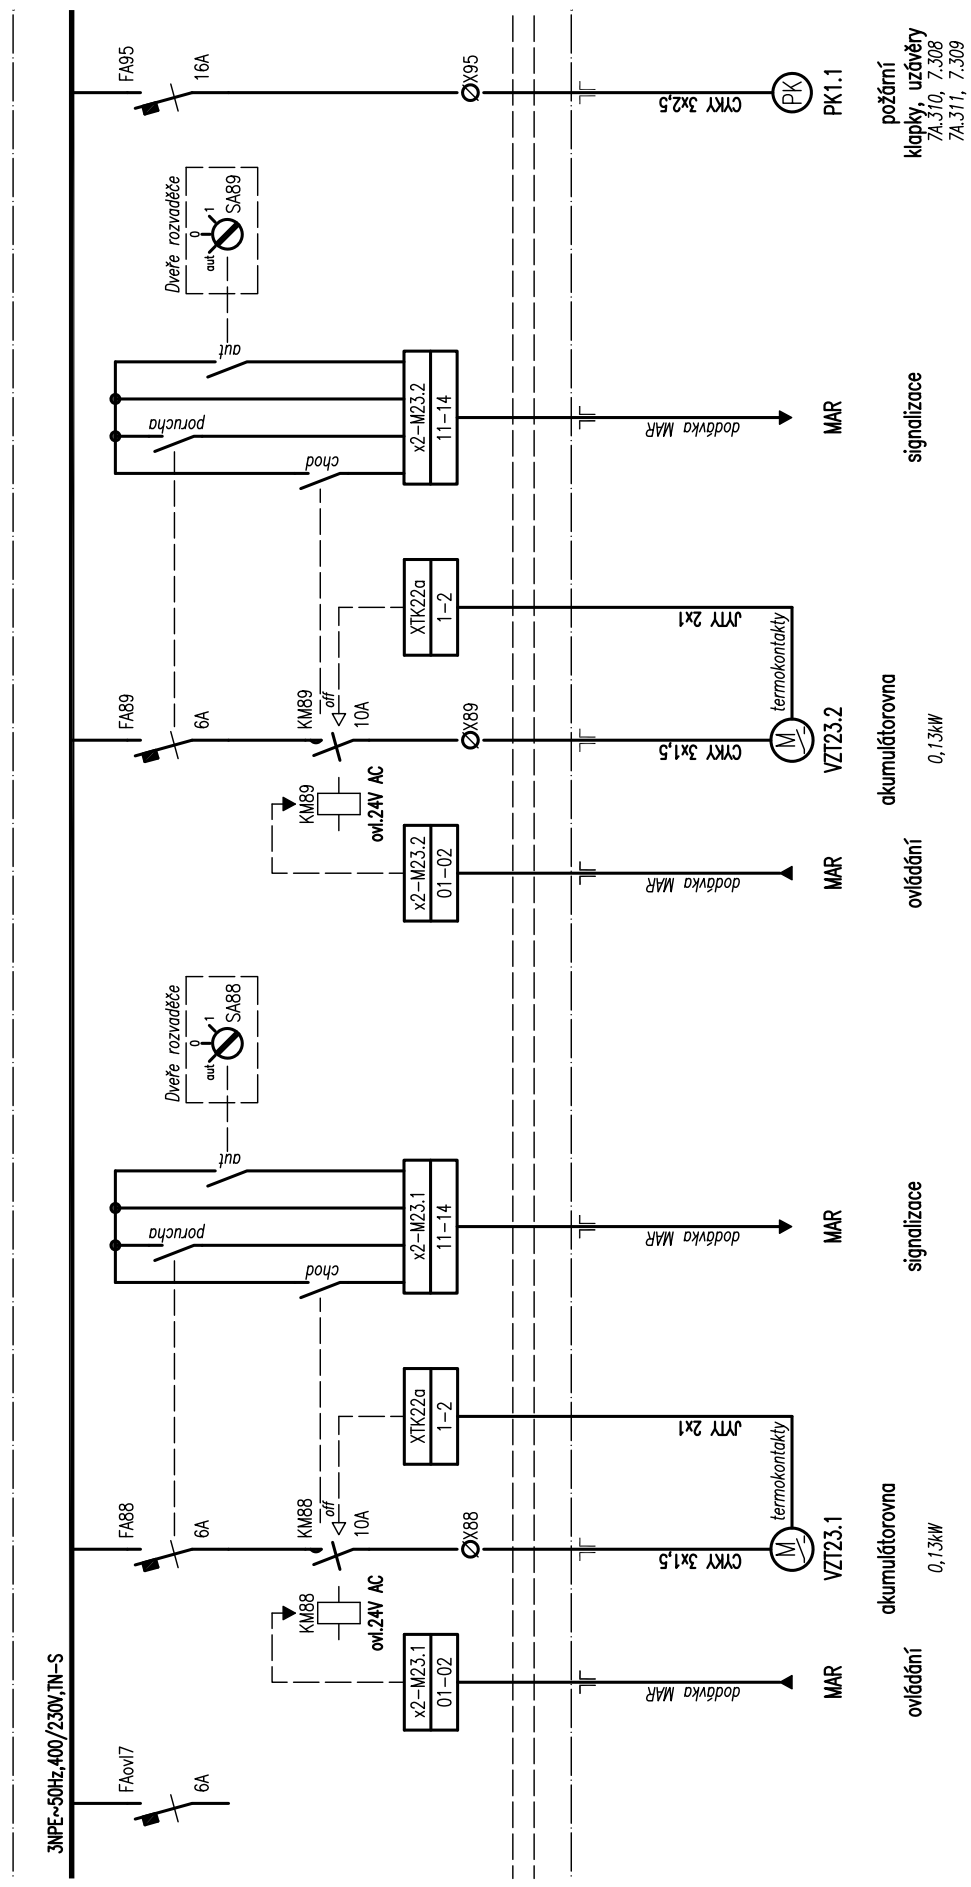 3NPE~50Hz,400/230V,TN-S
FAovl7
6A
FA88
6A
porucha
aut
Dveře rozvaděče
aut
0
1
SA88
KM88
off
10A
chod
KM88
ovl.24V AC
x2-M23.1
01-02
X88
XTK22a
1-2
x2-M23.1
11-14
dodávka MAR
CYKY 3x1,5
JYTY 2x1
dodávka MAR
termokontakty
M
MAR
VZT23.1
MAR
ovládání
akumulátorovna
signalizace
0,13kW
FA89
6A
porucha
aut
Dveře rozvaděče
aut
0
1
SA89
KM89
off
10A
chod
KM89
ovl.24V AC
x2-M23.2
01-02
X89
XTK22a
1-2
x2-M23.2
11-14
dodávka MAR
CYKY 3x1,5
JYTY 2x1
dodávka MAR
termokontakty
M
MAR
VZT23.2
MAR
ovládání
akumulátorovna
signalizace
0,13kW
FA95
16A
X95
CYKY 3x2,5
PK
PK1.1
požární
klapky, uzávěry
7A.310, 7.308
7A.311, 7.309